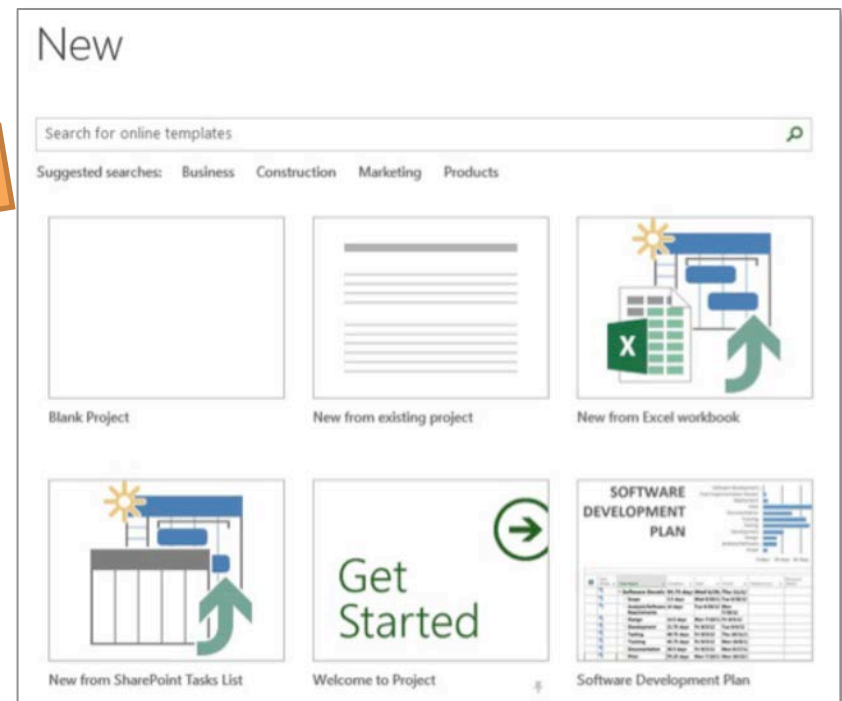 New
Search for online templates
Suggested searches: Business Construction Marketing Products
Blank Project
New from existing project
X
New from Excel workbook
New from SharePoint Tasks List
Get
Started
Welcome to Project
SOFTWARE
DEVELOPMENT
PLAN
Software Development Plan